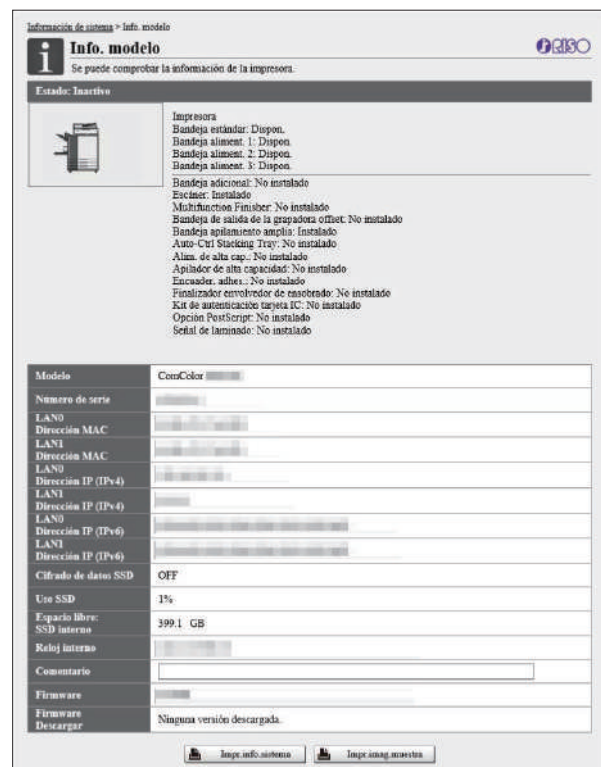 Información de sistema > Info. modelo
Info. modelo
RISO
Se puede comprobar la información de la impresora.
Estado: Inactivo
Impresora
Bandeja estándar: Dispon.
Bandeja aliment. 1: Dispon.
Bandeja aliment. 2: Dispon.
Bandeja aliment. 3: Dispon.
Bandeja adicional: No instalado
Escáner: Instalado
Multifunction Finisher: No instalado
Bandeja de salida de la grapadora offset: No instalado
Bandeja apilamiento amplia: Instalado
Auto-Ctrl Stacking Tray: No instalado
Alim. de alta cap.: No instalado
Apilador de alta capacidad: No instalado
Encuader. adhes.: No instalado
Finalizador envolvedor de ensobrado: No instalado
Kit de autenticación tarjeta IC: No instalado
Opción PostScript: No instalado
Señal de laminado: No instalado
Modelo ComColor
Número de serie
LAN0
Dirección MAC
LAN1
Dirección MAC
LAN0
Dirección IP (IPv4)
LAN1
Dirección IP (IPv4)
LAN0
Dirección IP (IPv6)
LAN1
Dirección IP (IPv6)
Cifrado de datos SSD OFF
Uso SSD 1%
Espacio libre:
SSD interno 399.1 GB
Reloj interno
Comentario
Firmware
Firmware
Descargar Ninguna versión descargada.
Impr.info.sistema Impr.imag.muestra